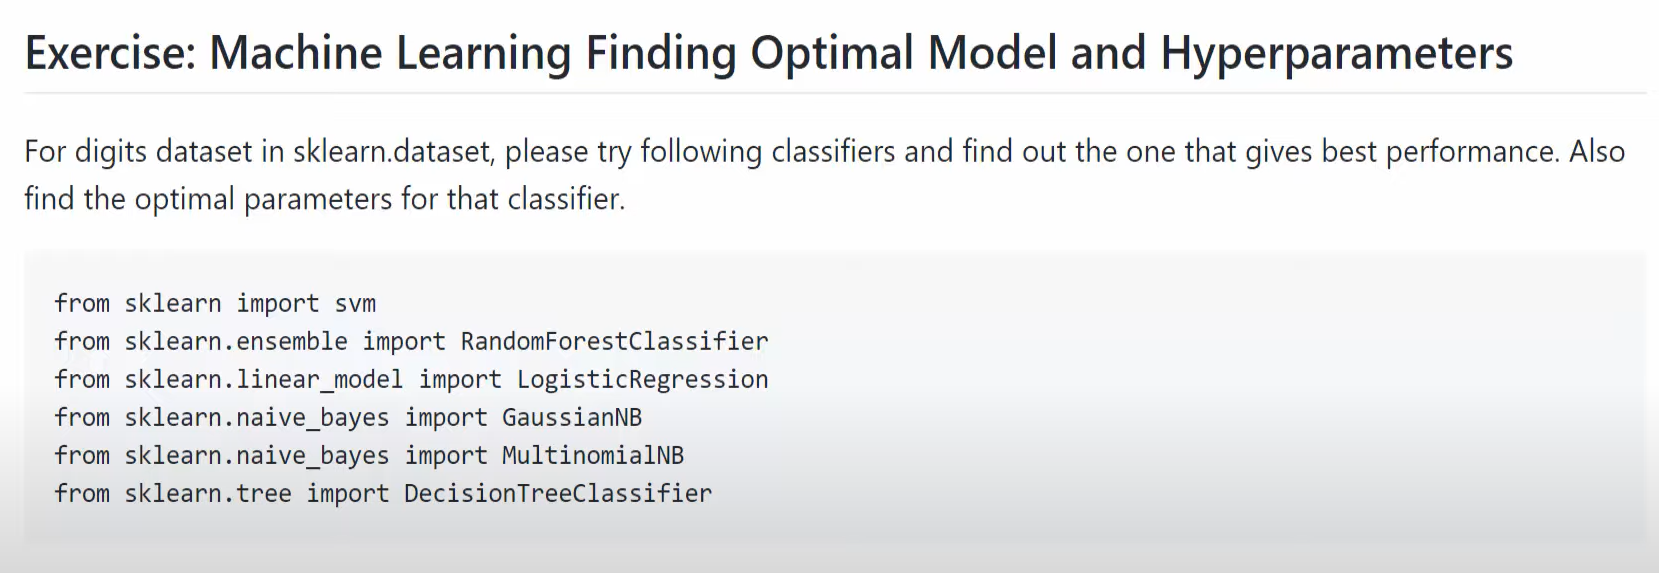 Exercise: Machine Learning Finding Optimal Model and Hyperparameters
For digits dataset in sklearn.dataset, please try following classifiers and find out the one that gives best performance. Also
find the optimal parameters for that classifier.
from sklearn import svm
from sklearn.ensemble import RandomForestClassifier
from sklearn.linear_model import LogisticRegression
from sklearn.naive_bayes import GaussianNB
from sklearn.naive_bayes import MultinomialNB
from sklearn.tree import DecisionTreeClassifier